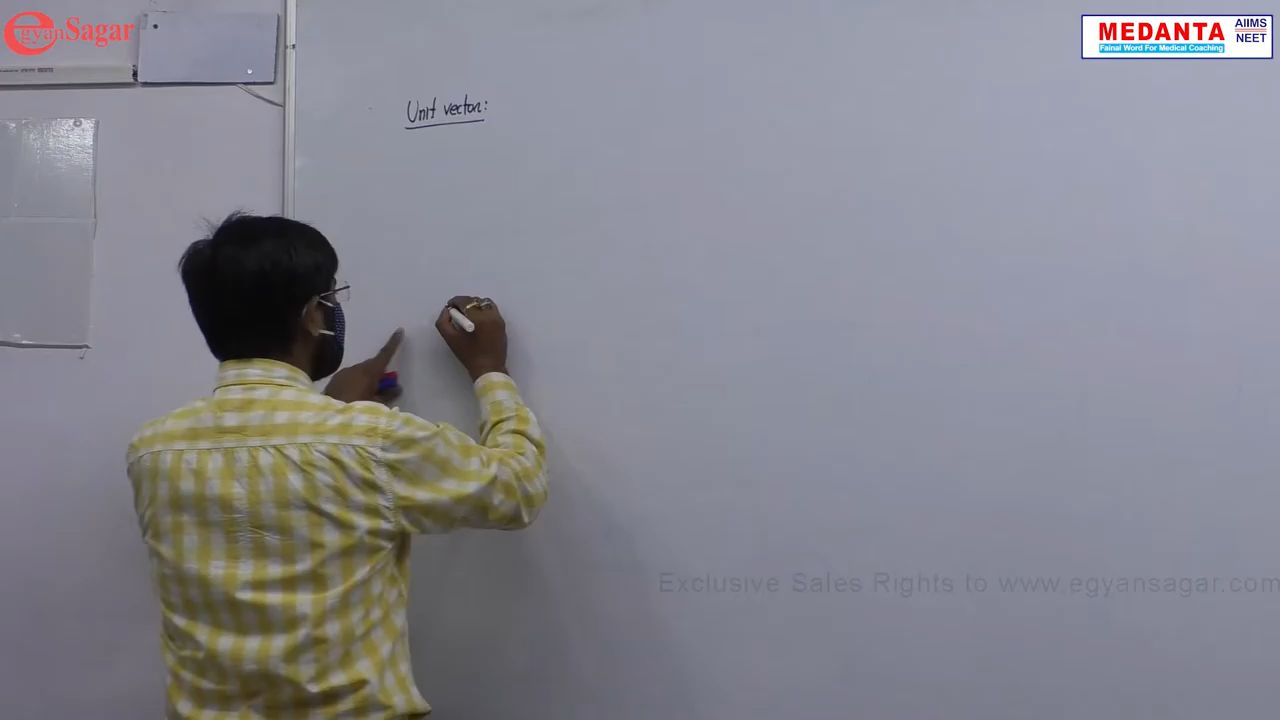 egyanSagar
MEDANTA
Fainal Word For Medical Coaching
AIIMS
NEET
Unit vector:
Exclusive Sales Rights to www.egyansagar.com